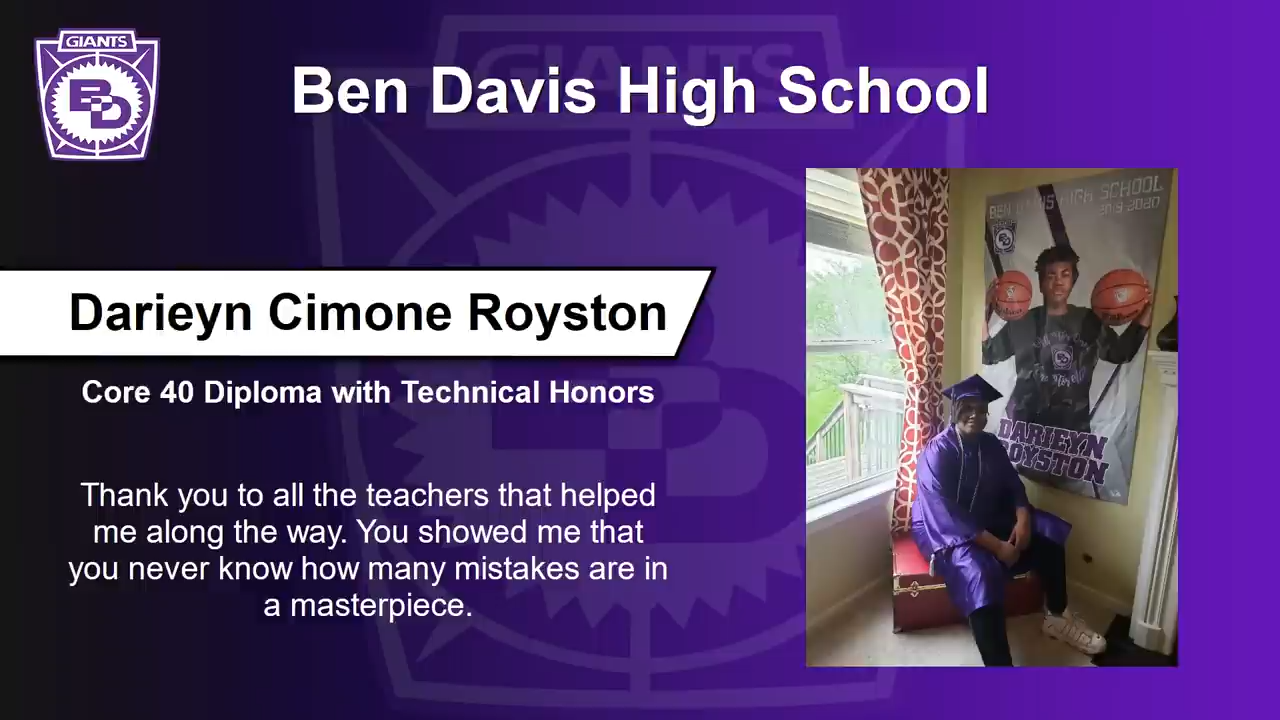 GIANTS
BD
Ben Davis High School
Darieyn Cimone Royston
Core 40 Diploma with Technical Honors
Thank you to all the teachers that helped
me along the way. You showed me that
you never know how many mistakes are in
a masterpiece.
BEN DAVIS HIGH SCHOOL
2019-2020
DARIEYN
ROYSTON